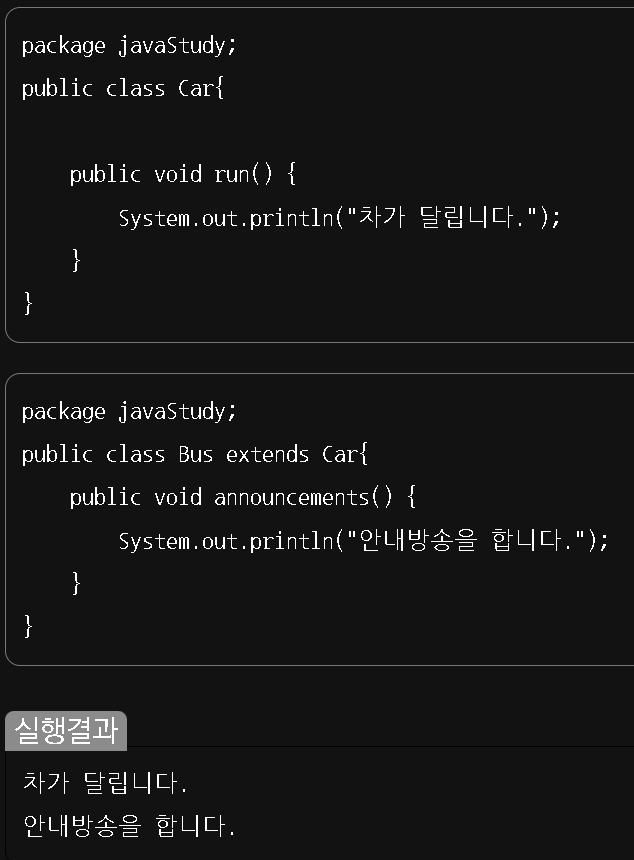 package javaStudy;
public class Car{
    public void run() {
        System.out.println("차가 달립니다.");
    }
}
package javaStudy;
public class Bus extends Car{
    public void announcements() {
        System.out.println("안내방송을 합니다.");
    }
}
실행결과
차가 달립니다.
안내방송을 합니다.